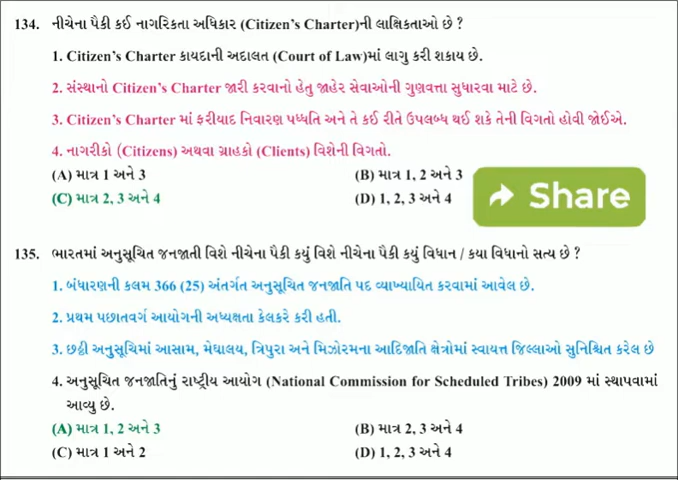 134. નીચેના પૈકી કઈ નાગરિકતા અધિકાર (Citizen's Charter)ની લાક્ષિકતાઓ છે ?
1. Citizen's Charter કાયદાની અદાલત (Court of Law)માં લાગુ કરી શકાય છે.
2. સંસ્થાનો Citizen's Charter જારી કરવાનો હેતુ જાહેર સેવાઓની ગુણવત્તા સુધારવા માટે છે.
3. Citizen's Charter માં ફરીયાદ નિવારણ પધ્ધતિ અને તે કઈ રીતે ઉપલબ્ધ થઈ શકે તેની વિગતો હોવી જોઈએ.
4. નાગરીકો (Citizens) અથવા ગ્રાહકો (Clients) વિશેની વિગતો.
(A) માત્ર 1 અને 3 (B) માત્ર 1, 2 અને 3
(C) માત્ર 2, 3 અને 4 (D) 1, 2, 3 અને 4
Share
135. ભારતમાં અનુસૂચિત જનજાતી વિશે નીચેના પૈકી કયું વિશે નીચેના પૈકી કયું વિધાન / કયા વિધાનો સત્ય છે ?
1. બંધારણની કલમ 366 (25) અંતર્ગત અનુસૂચિત જનજાતિ પદ વ્યાખ્યાયિત કરવામાં આવેલ છે.
2. પ્રથમ પછાતવર્ગ આયોગની અધ્યક્ષતા કેલકરે કરી હતી.
3. છઠ્ઠી અનુસૂચિમાં આસામ, મેઘાલય, ત્રિપુરા અને મિઝોરમના આદિજાતિ ક્ષેત્રોમાં સ્વાયત્ત જિલ્લાઓ સુનિશ્ચિત કરેલ છે
4. અનુસૂચિત જનજાતિનું રાષ્ટ્રીય આયોગ (National Commission for Scheduled Tribes) 2009 માં સ્થાપવામાં
આવ્યુ છે.
(A) માત્ર 1, 2 અને 3 (B) માત્ર 2, 3 અને 4
(C) માત્ર 1 અને 2 (D) 1, 2, 3 અને 4